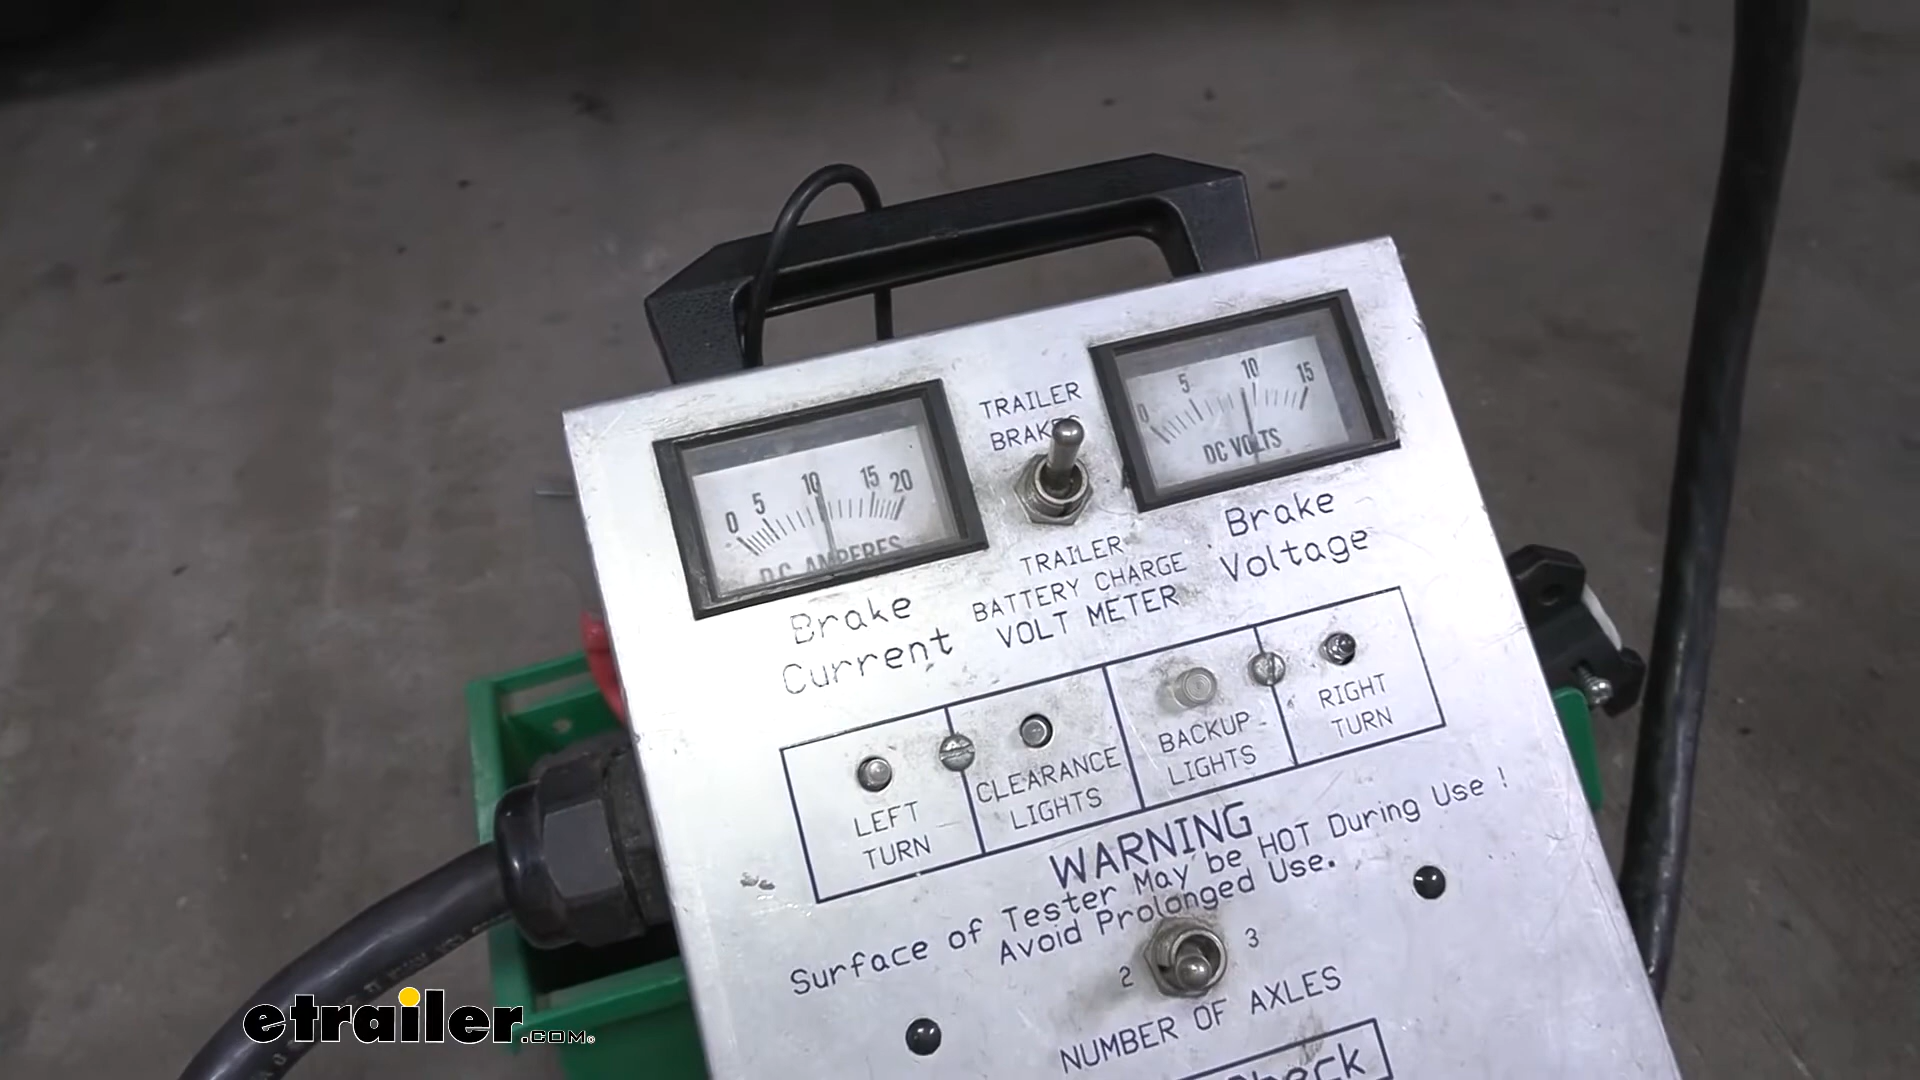 TRAILER
BRAKES
0 5 10 15 20
D.C. AMPERES
0 5 10 15
DC VOLTS
Brake
Current
TRAILER
BATTERY CHARGE
VOLT METER
Brake
Voltage
LEFT
TURN
CLEARANCE
LIGHTS
BACKUP
LIGHTS
RIGHT
TURN
WARNING
Surface of Tester May be HOT During Use !
Avoid Prolonged Use.
2 3
NUMBER OF AXLES
Check
etrailer.com